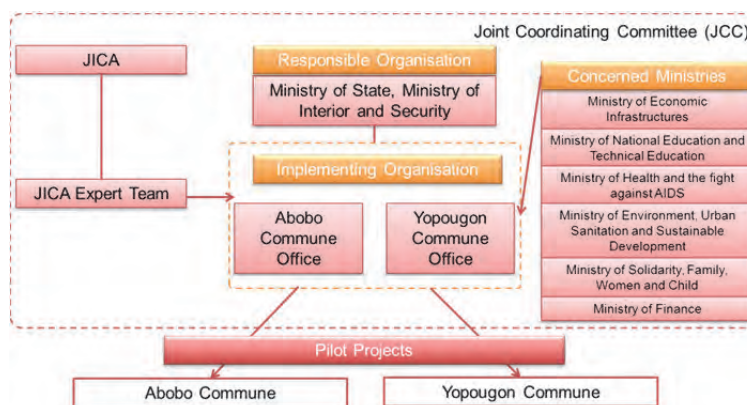 Joint Coordinating Committee (JCC)
JICA
JICA Expert Team
Responsible Organisation
Ministry of State, Ministry of
Interior and Security
Implementing Organisation
Abobo
Commune
Office
Yopougon
Commune
Office
Concerned Ministries
Ministry of Economic
Infrastructures
Ministry of National Education and
Technical Education
Ministry of Health and the fight
against AIDS
Ministry of Environment, Urban
Sanitation and Sustainable
Development
Ministry of Solidarity, Family,
Women and Child
Ministry of Finance
Pilot Projects
Abobo Commune
Yopougon Commune